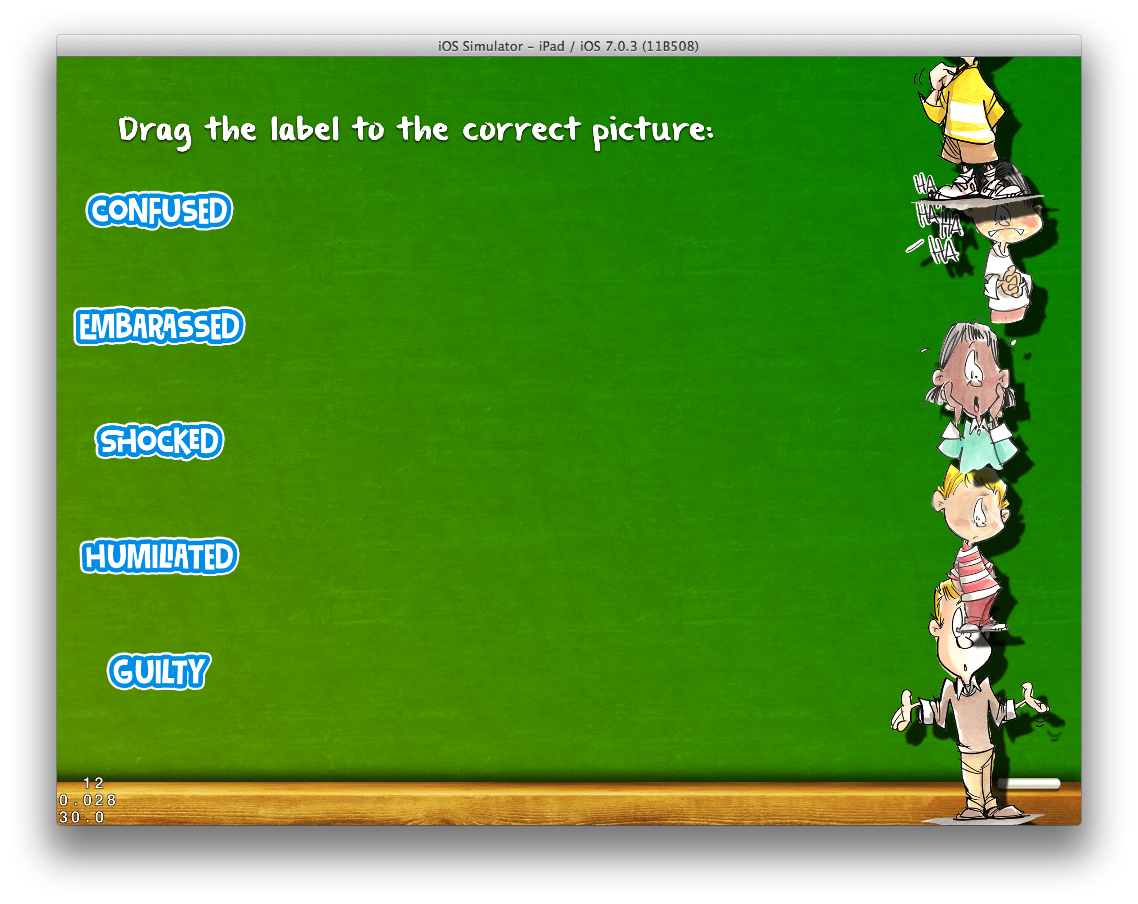 iOS Simulator – iPad / iOS 7.0.3 (11B508)
Drag the label to the correct picture:
CONFUSED
HA
HA HA
HA
EMBARASSED
SHOCKED
HUMILIATED
GUILTY
12
0.028
30.0